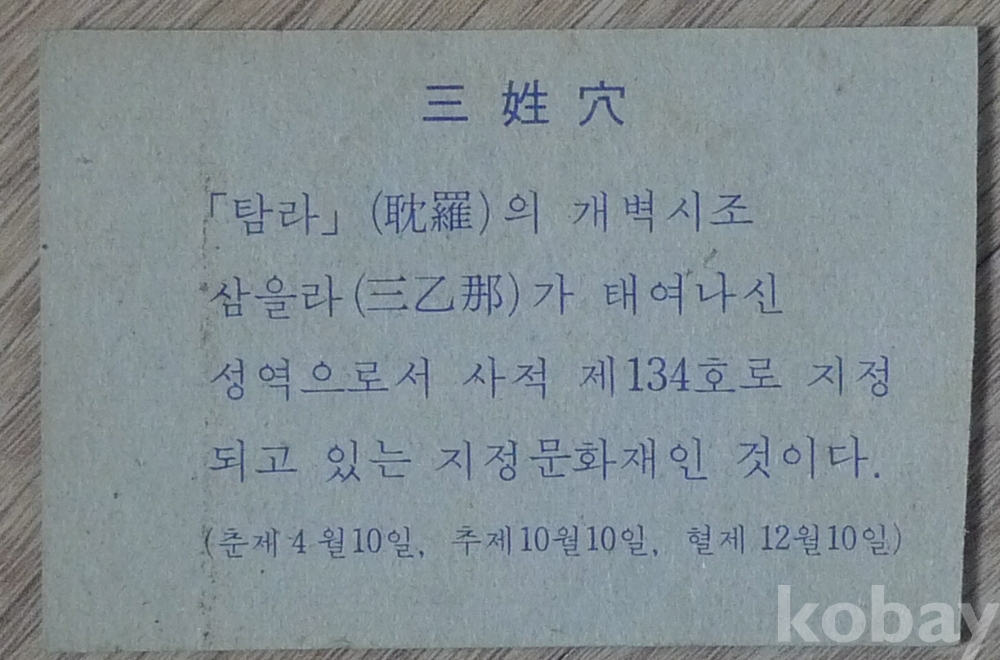 三姓穴
「탐라」(耽羅)의 개벽시조
삼을라(三乙那)가 태여나신
성역으로서 사적 제134호로 지정
되고 있는 지정문화재인 것이다.
(춘제 4월10일, 추제10월10일, 혈제 12월10일)
kobay